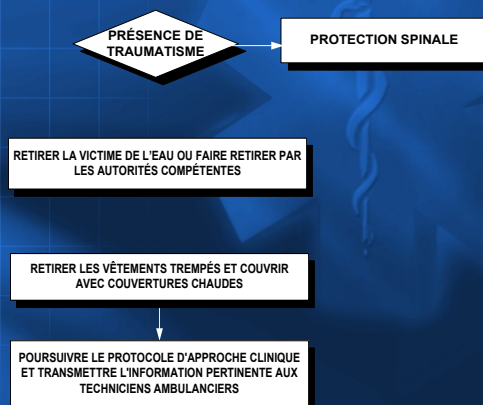 PRÉSENCE DE
TRAUMATISME
PROTECTION SPINALE
RETIRER LA VICTIME DE L'EAU OU FAIRE RETIRER PAR
LES AUTORITÉS COMPÉTENTES
RETIRER LES VÊTEMENTS TREMPÉS ET COUVRIR
AVEC COUVERTURES CHAUDES
POURSUIVRE LE PROTOCOLE D'APPROCHE CLINIQUE
ET TRANSMETTRE L'INFORMATION PERTINENTE AUX
TECHNICIENS AMBULANCIERS